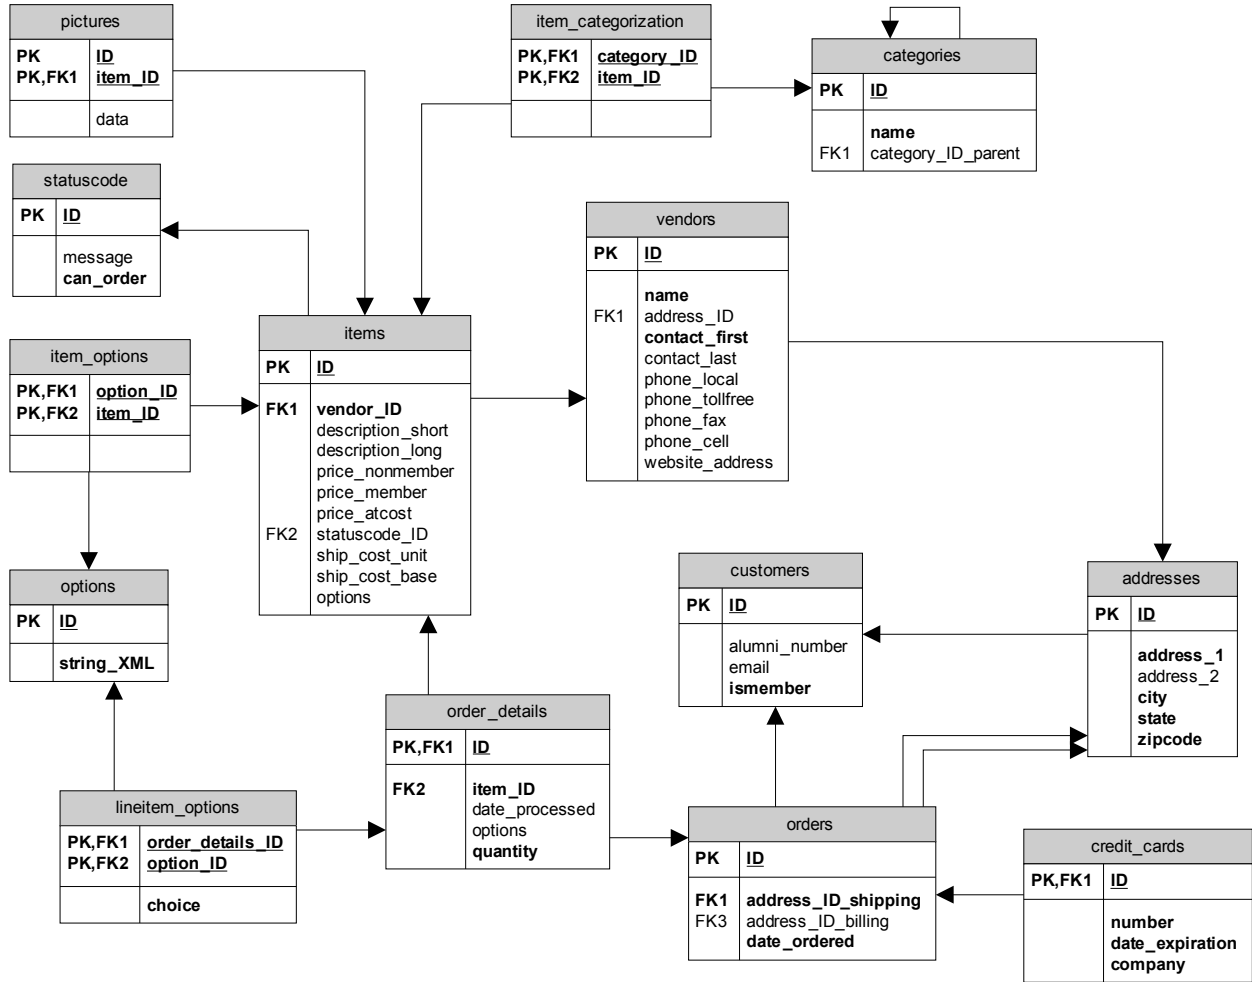 pictures
PK ID
PK,FK1 item_ID
data
item_categorization
PK,FK1 category_ID
PK,FK2 item_ID
categories
PK ID
name
FK1 category_ID_parent
statuscode
PK ID
message
can_order
vendors
PK ID
name
FK1 address_ID
contact_first
contact_last
phone_local
phone_tollfree
phone_fax
phone_cell
website_address
item_options
PK,FK1 option_ID
PK,FK2 item_ID
items
PK ID
FK1 vendor_ID
description_short
description_long
price_nonmember
price_member
price_atcost
FK2 statuscode_ID
ship_cost_unit
ship_cost_base
options
options
PK ID
string_XML
customers
PK ID
alumni_number
email
ismember
addresses
PK ID
address_1
address_2
city
state
zipcode
order_details
PK,FK1 ID
FK2 item_ID
date_processed
options
quantity
lineitem_options
PK,FK1 order_details_ID
PK,FK2 option_ID
choice
orders
PK ID
FK1 address_ID_shipping
FK3 address_ID_billing
date_ordered
credit_cards
PK,FK1 ID
number
date_expiration
company